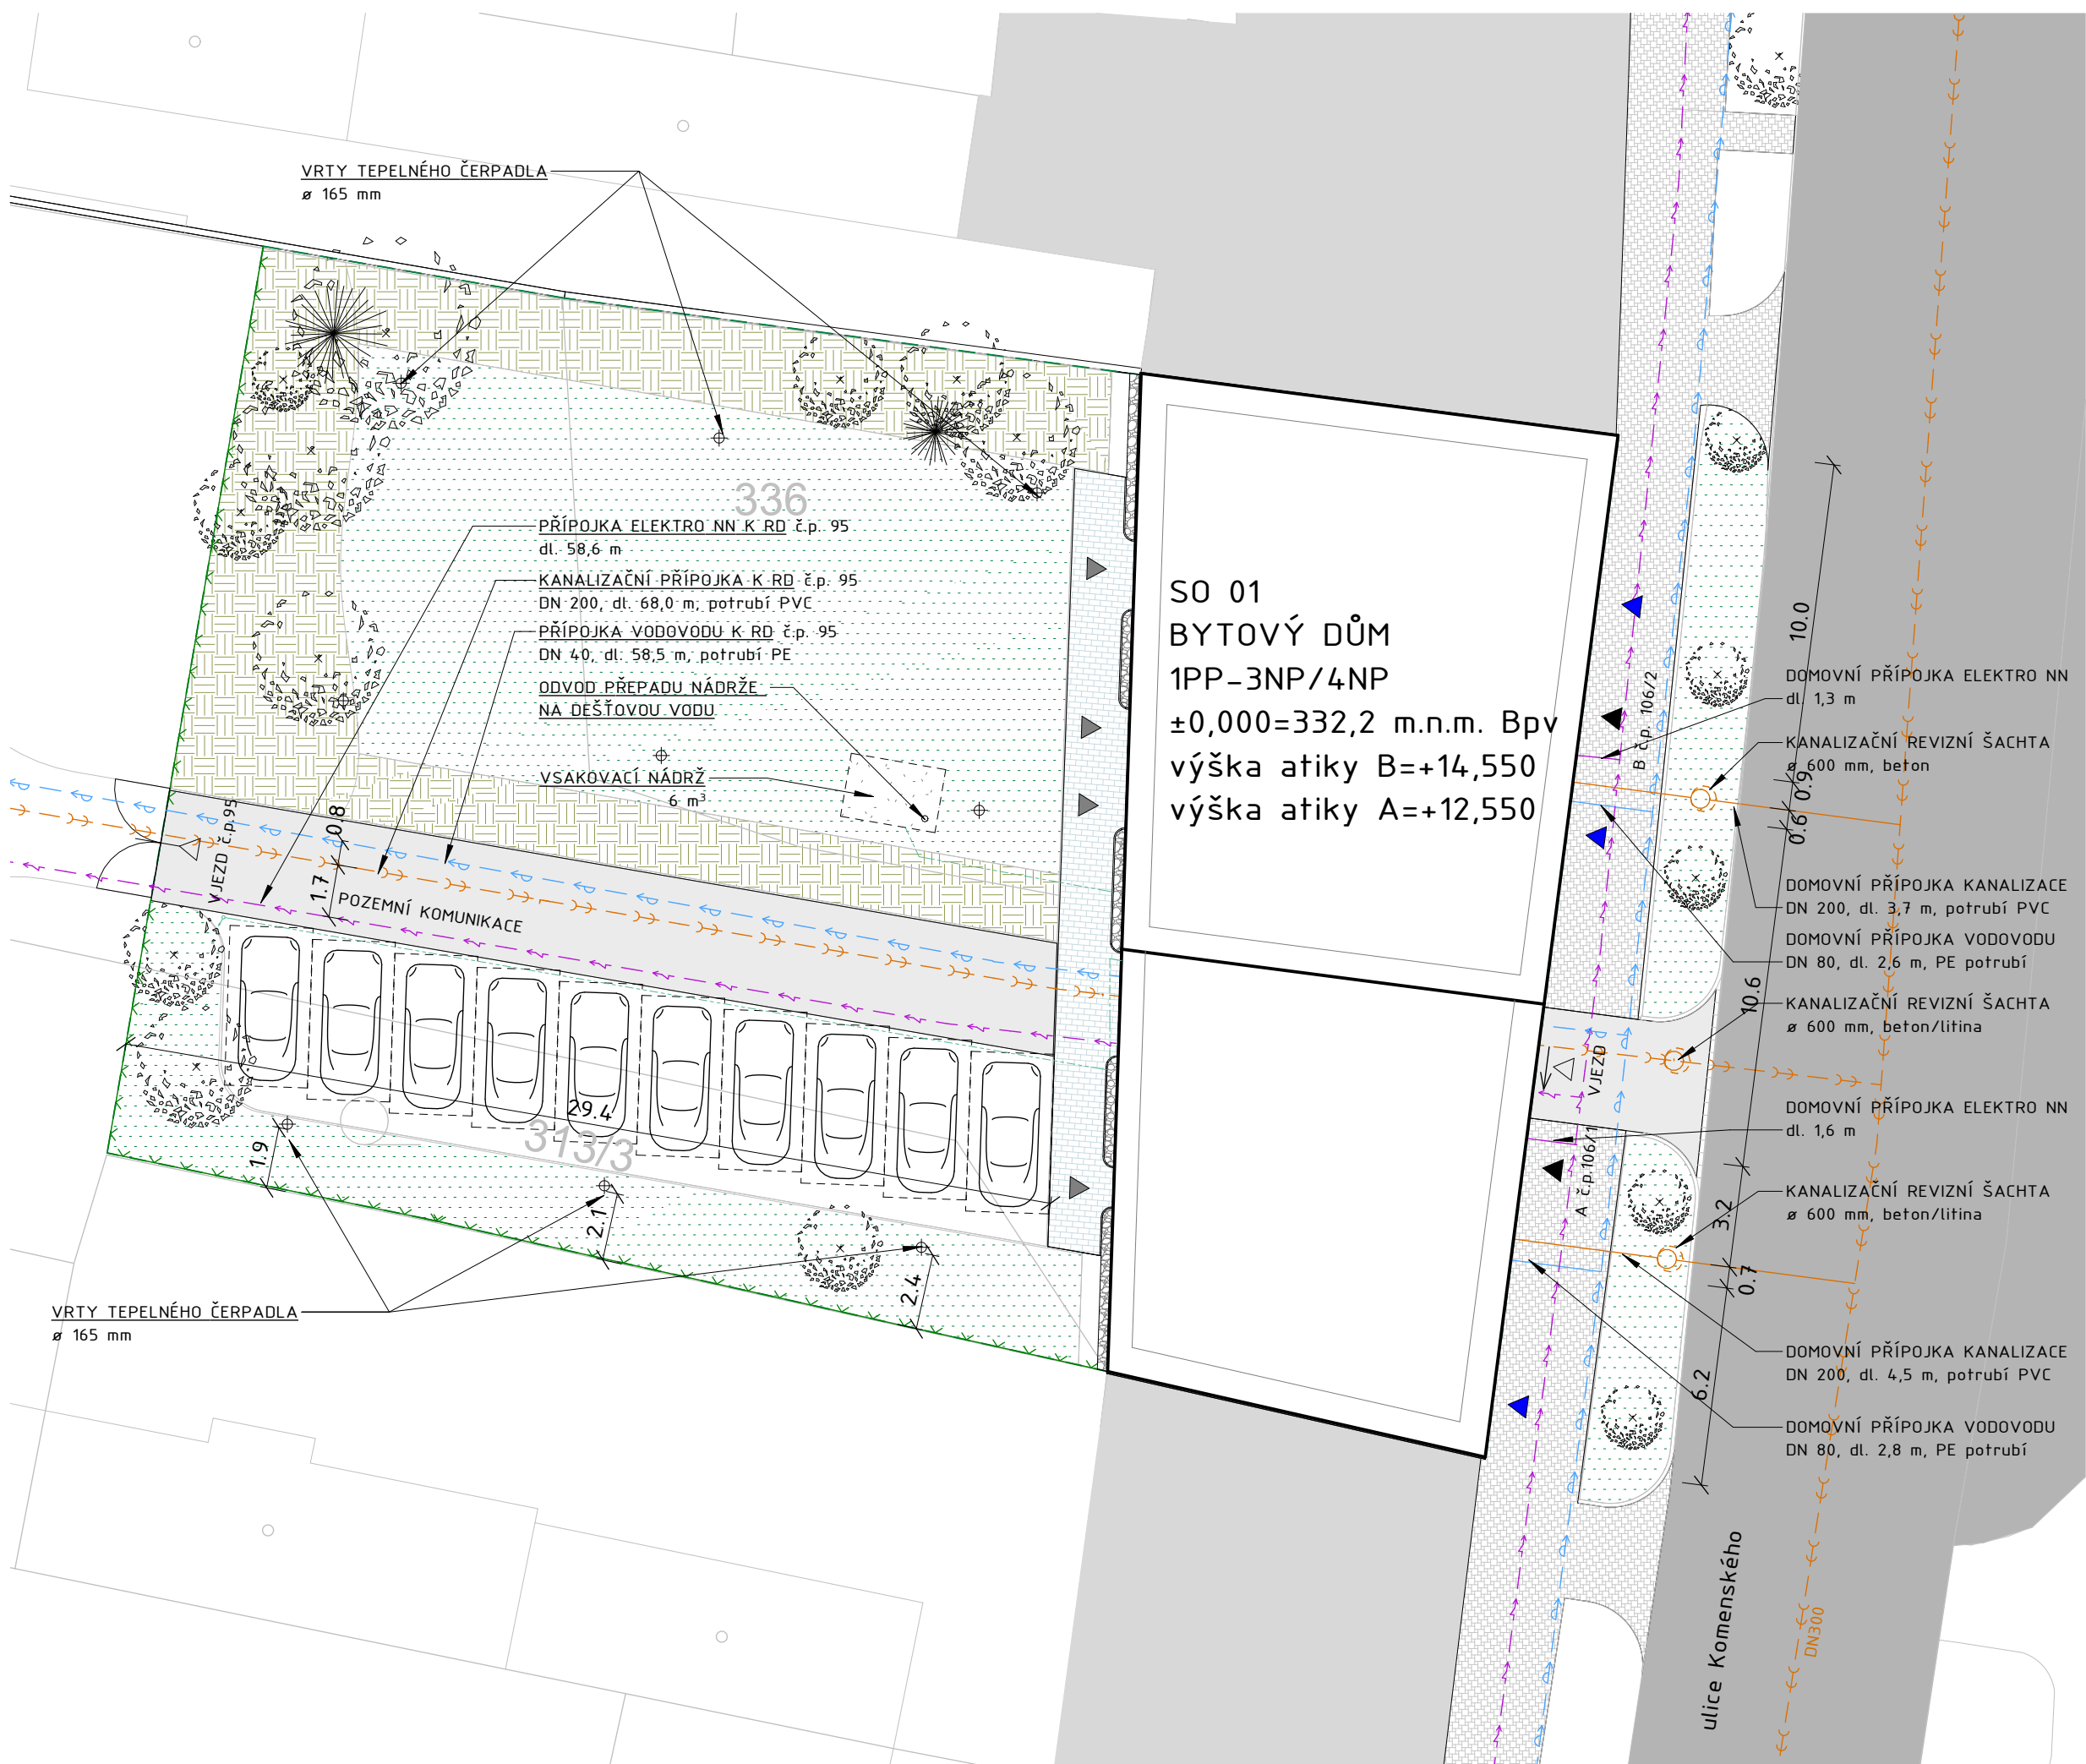 VRTY TEPELNÉHO ČERPADLA
ø 165 mm
336
PŘÍPOJKA ELEKTRO NN K RD č.p. 95
dl. 58,6 m
KANALIZAČNÍ PŘÍPOJKA K RD č.p. 95
DN 200, dl. 68,0 m, potrubí PVC
PŘÍPOJKA VODOVODU K RD č.p. 95
DN 40, dl. 58,5 m, potrubí PE
ODVOD PŘEPADU NÁDRŽE
NA DEŠŤOVOU VODU
VSAKOVACÍ NÁDRŽ
6 m³
SO 01
BYTOVÝ DŮM
1PP-3NP/4NP
±0,000=332,2 m.n.m. Bpv
výška atiky B=+14,550
výška atiky A=+12,550
VJEZD č.p.95
0.8
1.7
POZEMNÍ KOMUNIKACE
29.4
313/3
1.9
2.1
2.4
VRTY TEPELNÉHO ČERPADLA
ø 165 mm
B č.p. 106/2
VJEZD
A č.p.106/1
10.0
0.9
0.6
10.6
3.2
0.7
6.2
DOMOVNÍ PŘÍPOJKA ELEKTRO NN
dl. 1,3 m
KANALIZAČNÍ REVIZNÍ ŠACHTA
ø 600 mm, beton
DOMOVNÍ PŘÍPOJKA KANALIZACE
DN 200, dl. 3,7 m, potrubí PVC
DOMOVNÍ PŘÍPOJKA VODOVODU
DN 80, dl. 2,6 m, PE potrubí
KANALIZAČNÍ REVIZNÍ ŠACHTA
ø 600 mm, beton/litina
DOMOVNÍ PŘÍPOJKA ELEKTRO NN
dl. 1,6 m
KANALIZAČNÍ REVIZNÍ ŠACHTA
ø 600 mm, beton/litina
DOMOVNÍ PŘÍPOJKA KANALIZACE
DN 200, dl. 4,5 m, potrubí PVC
DOMOVNÍ PŘÍPOJKA VODOVODU
DN 80, dl. 2,8 m, PE potrubí
ulice Komenského
DN300